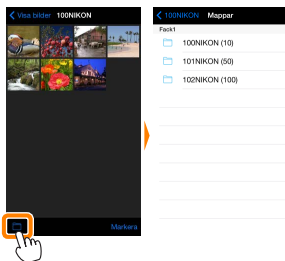 Visa bilder 100NIKON
Markera
100NIKON Mappar
Fack1
100NIKON (10)
101NIKON (50)
102NIKON (100)